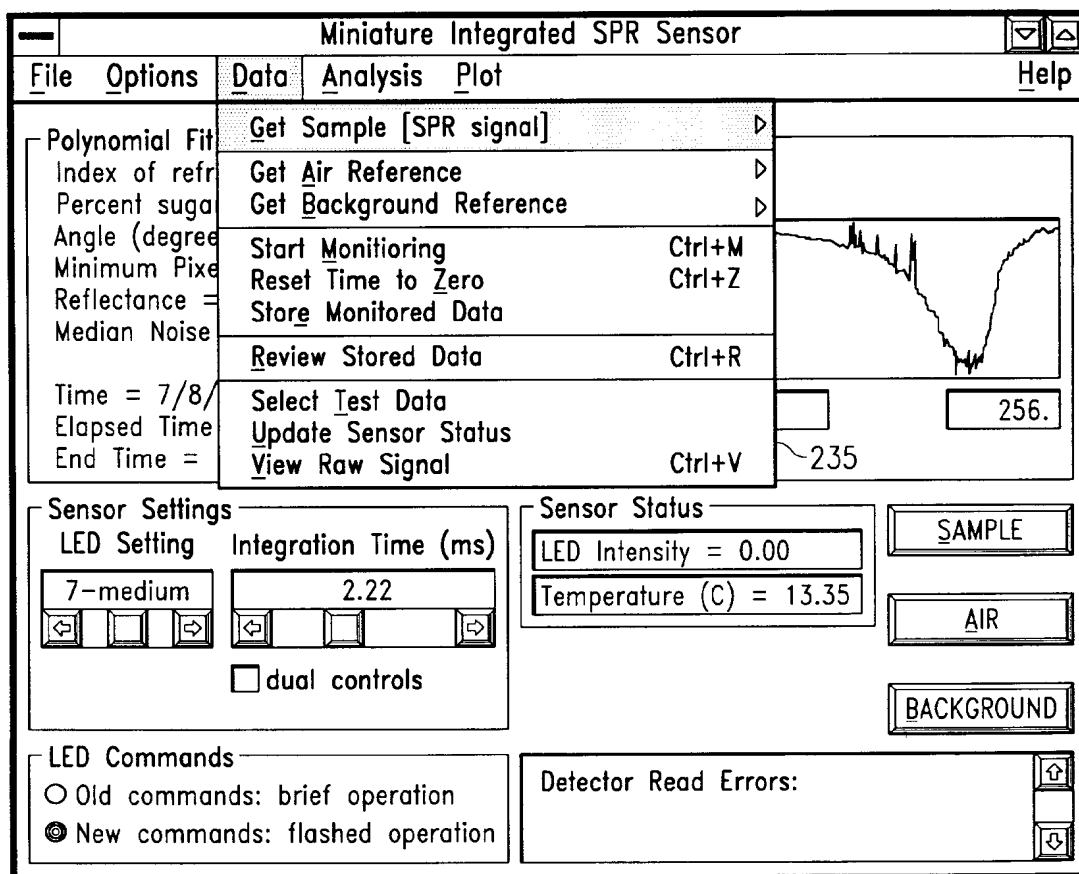 Miniature Integrated SPR Sensor
File Options Data Analysis Plot Help
Get Sample [SPR signal]
Get Air Reference
Get Background Reference
Start Monitioring Ctrl+M
Reset Time to Zero Ctrl+Z
Store Monitored Data
Review Stored Data Ctrl+R
Select Test Data
Update Sensor Status
View Raw Signal Ctrl+V
Polynomial Fit
Index of refr
Percent sugar
Angle (degree
Minimum Pixe
Reflectance =
Median Noise
Time = 7/8/
Elapsed Time
End Time =
256.
235
Sensor Settings
LED Setting Integration Time (ms)
7-medium 2.22
dual controls
Sensor Status
LED Intensity = 0.00
Temperature (C) = 13.35
SAMPLE
AIR
BACKGROUND
LED Commands
Old commands: brief operation
New commands: flashed operation
Detector Read Errors: